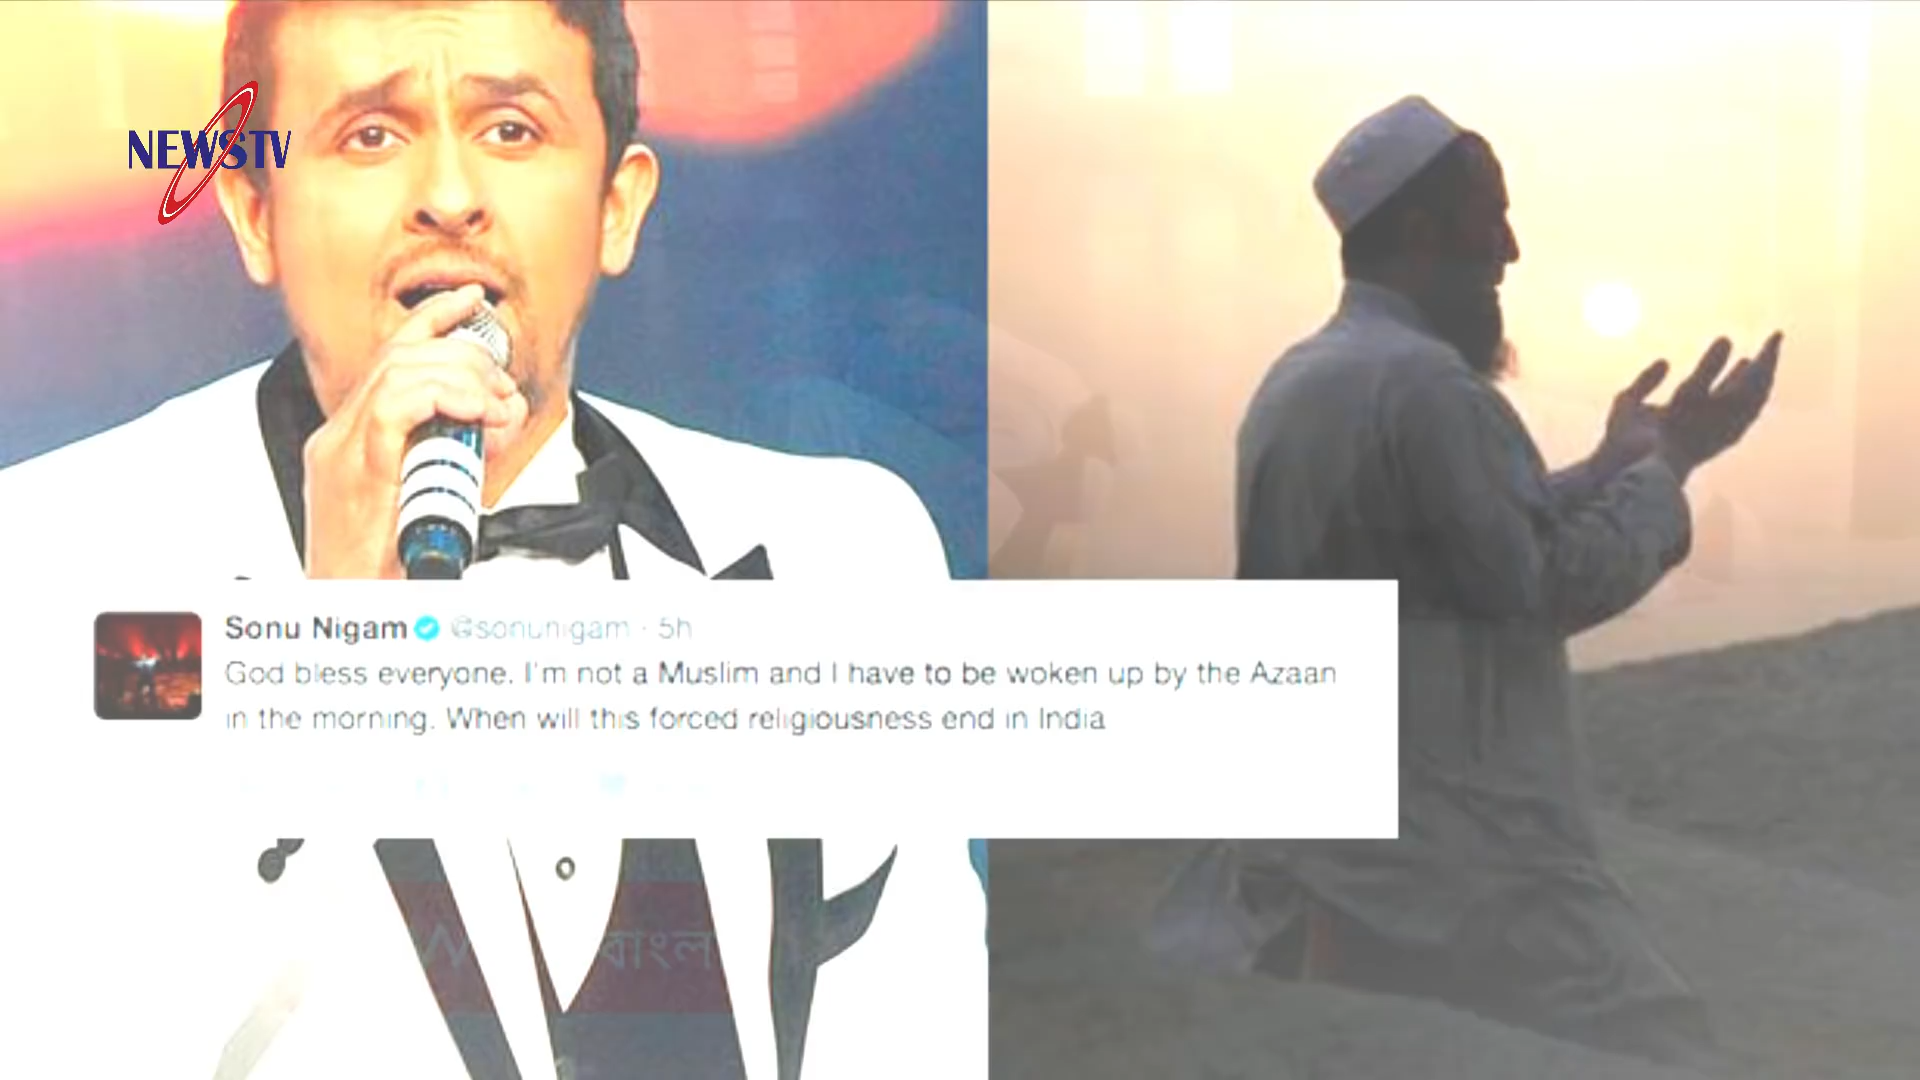 NEWSTV
Sonu Nigam @sonunigam · 5h
God bless everyone. I'm not a Muslim and I have to be woken up by the Azaan
in the morning. When will this forced religiousness end in India
বাংলা